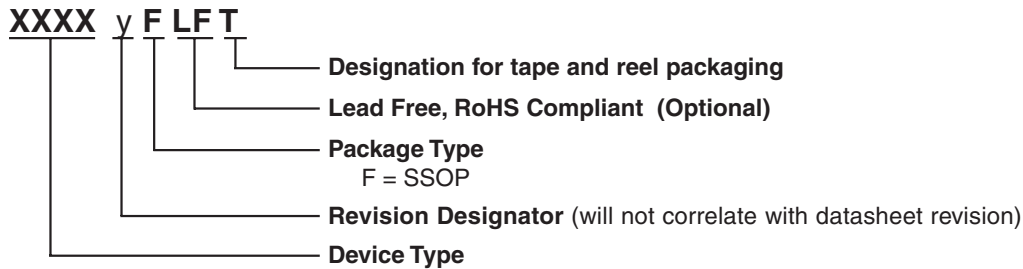 XXXX y F LF T
Designation for tape and reel packaging
Lead Free, RoHS Compliant (Optional)
Package Type
F = SSOP
Revision Designator (will not correlate with datasheet revision)
Device Type